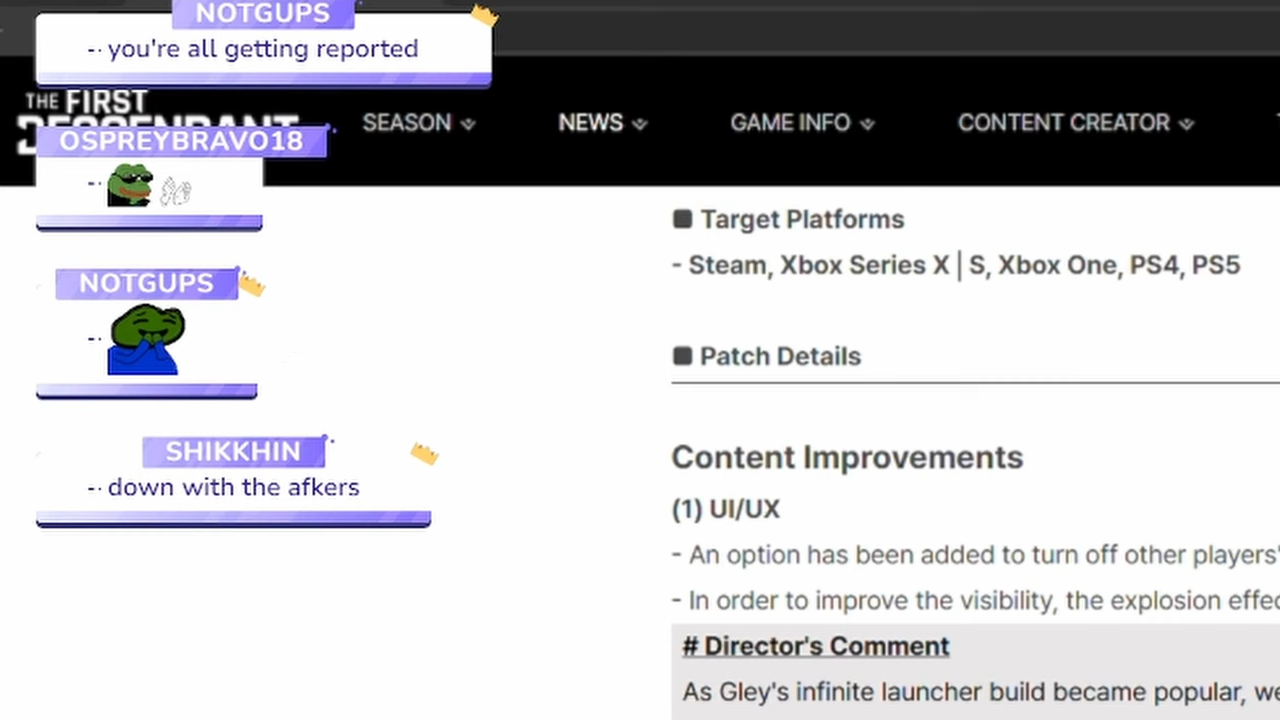 NOTGUPS
you're all getting reported
THE FIRST
DESCENDANT
SEASON
NEWS
GAME INFO
CONTENT CREATOR
OSPREYBRAVO18
NOTGUPS
SHIKKHIN
down with the afkers
■ Target Platforms
- Steam, Xbox Series X | S, Xbox One, PS4, PS5
■ Patch Details
Content Improvements
(1) UI/UX
- An option has been added to turn off other players'
- In order to improve the visibility, the explosion effec
# Director's Comment
As Gley's infinite launcher build became popular, we